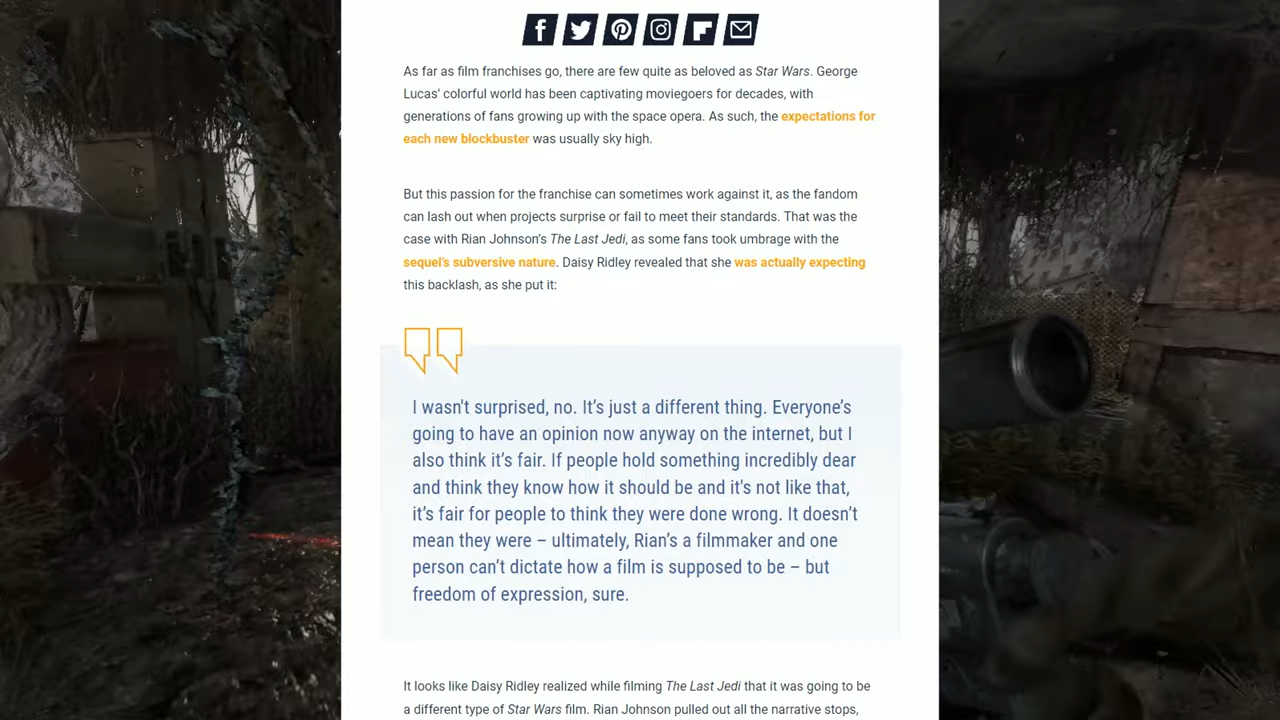 As far as film franchises go, there are few quite as beloved as Star Wars. George
Lucas’ colorful world has been captivating moviegoers for decades, with
generations of fans growing up with the space opera. As such, the expectations for
each new blockbuster was usually sky high.
But this passion for the franchise can sometimes work against it, as the fandom
can lash out when projects surprise or fail to meet their standards. That was the
case with Rian Johnson’s The Last Jedi, as some fans took umbrage with the
sequel’s subversive nature. Daisy Ridley revealed that she was actually expecting
this backlash, as she put it:
I wasn't surprised, no. It’s just a different thing. Everyone’s
going to have an opinion now anyway on the internet, but I
also think it’s fair. If people hold something incredibly dear
and think they know how it should be and it's not like that,
it’s fair for people to think they were done wrong. It doesn’t
mean they were – ultimately, Rian’s a filmmaker and one
person can’t dictate how a film is supposed to be – but
freedom of expression, sure.
It looks like Daisy Ridley realized while filming The Last Jedi that it was going to be
a different type of Star Wars film. Rian Johnson pulled out all the narrative stops,